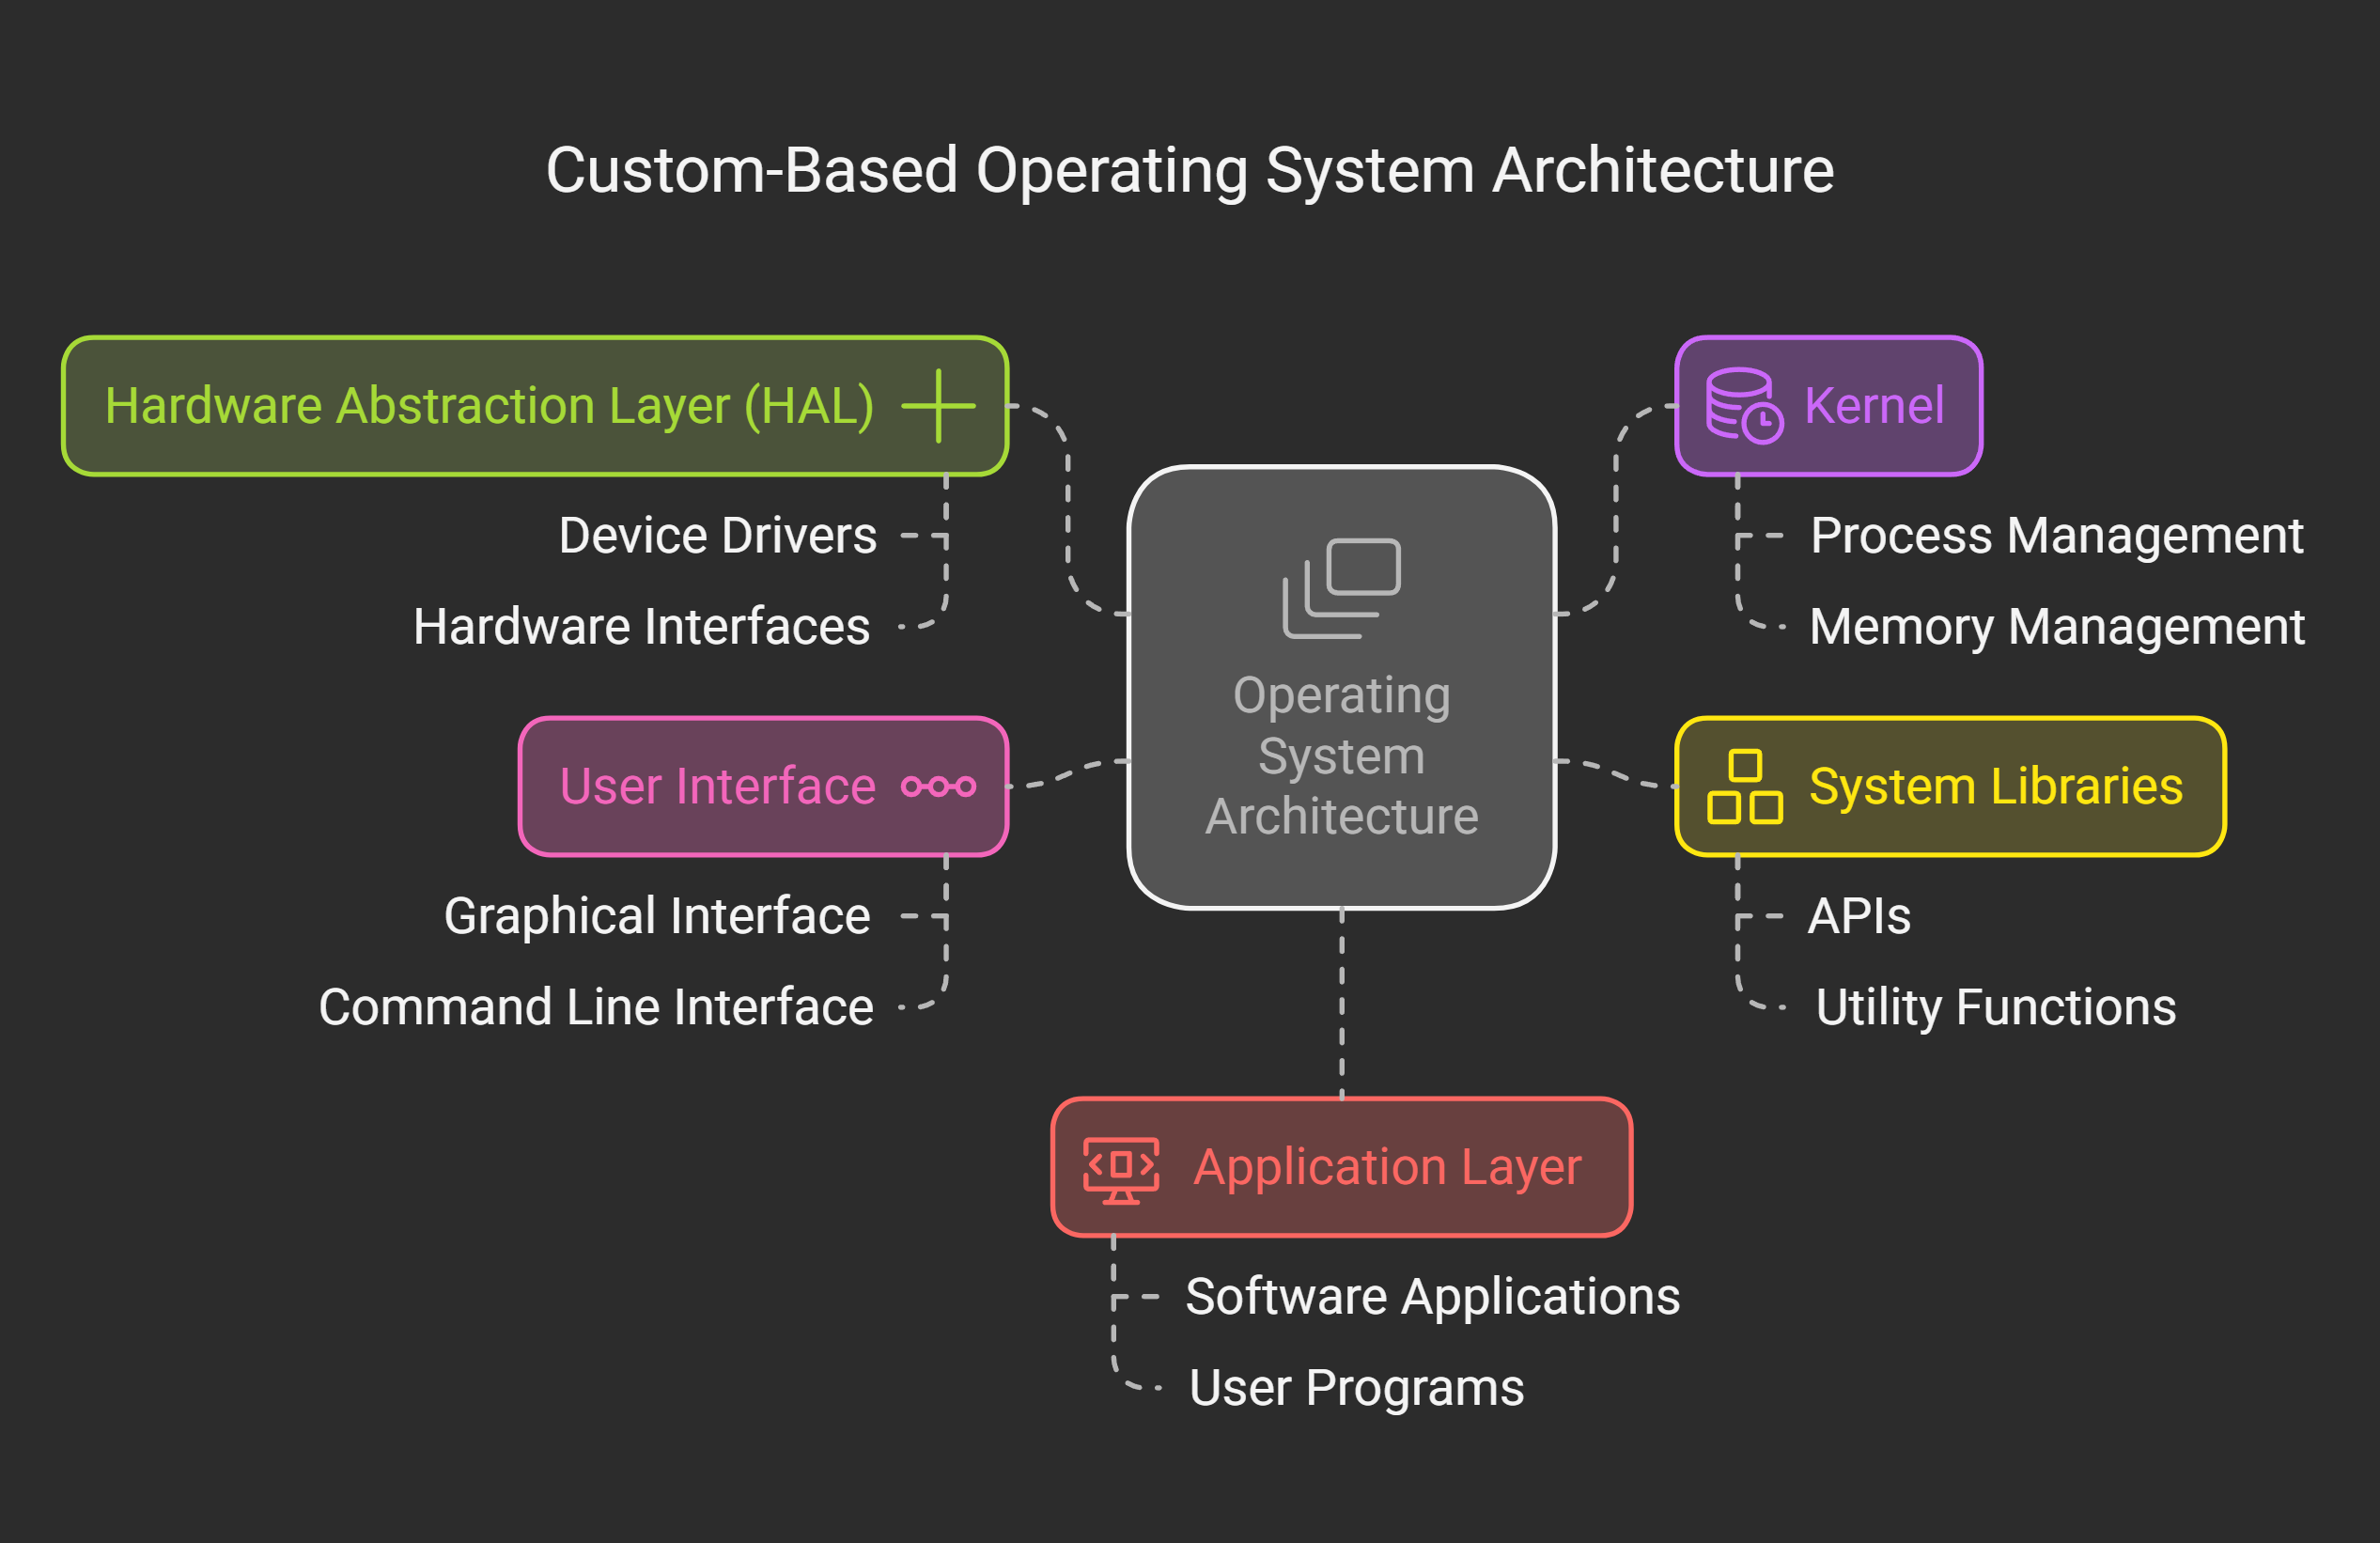 Custom-Based Operating System Architecture
Hardware Abstraction Layer (HAL)
Device Drivers
Hardware Interfaces
User Interface
Graphical Interface
Command Line Interface
Operating
System
Architecture
Kernel
Process Management
Memory Management
System Libraries
APIs
Utility Functions
Application Layer
Software Applications
User Programs